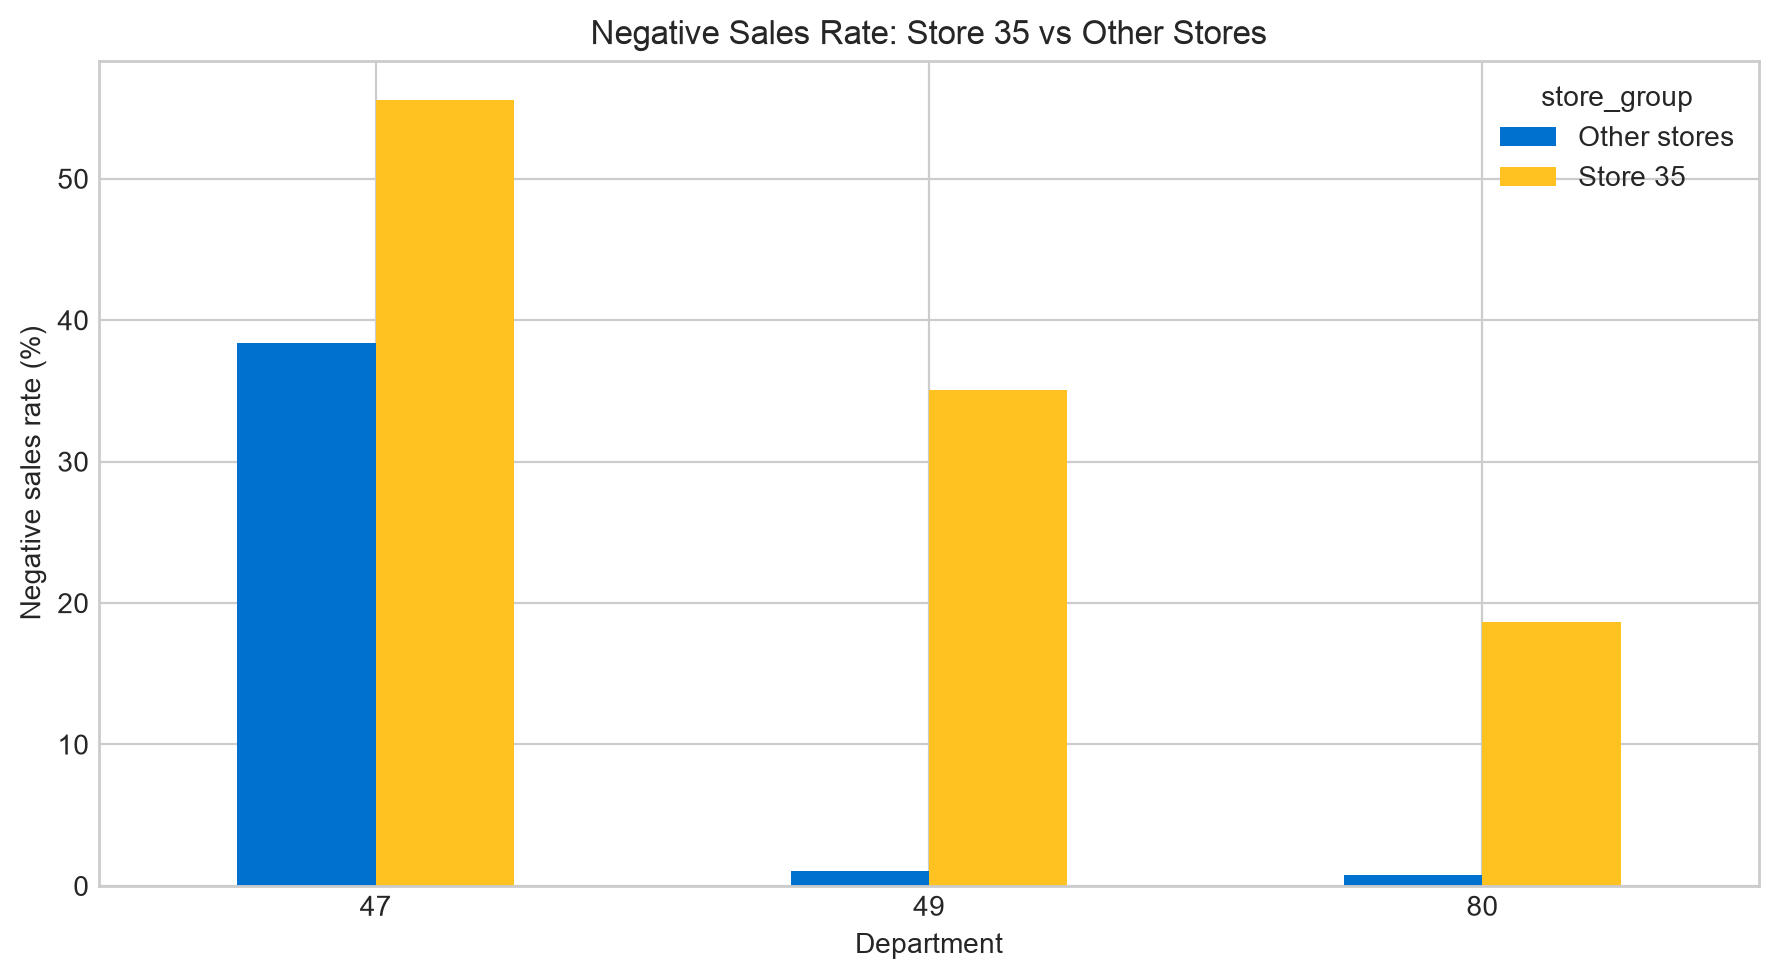 Negative Sales Rate: Store 35 vs Other Stores
store_group
Other stores
Store 35
Negative sales rate (%)
50
40
30
20
10
0
47 49 80
Department